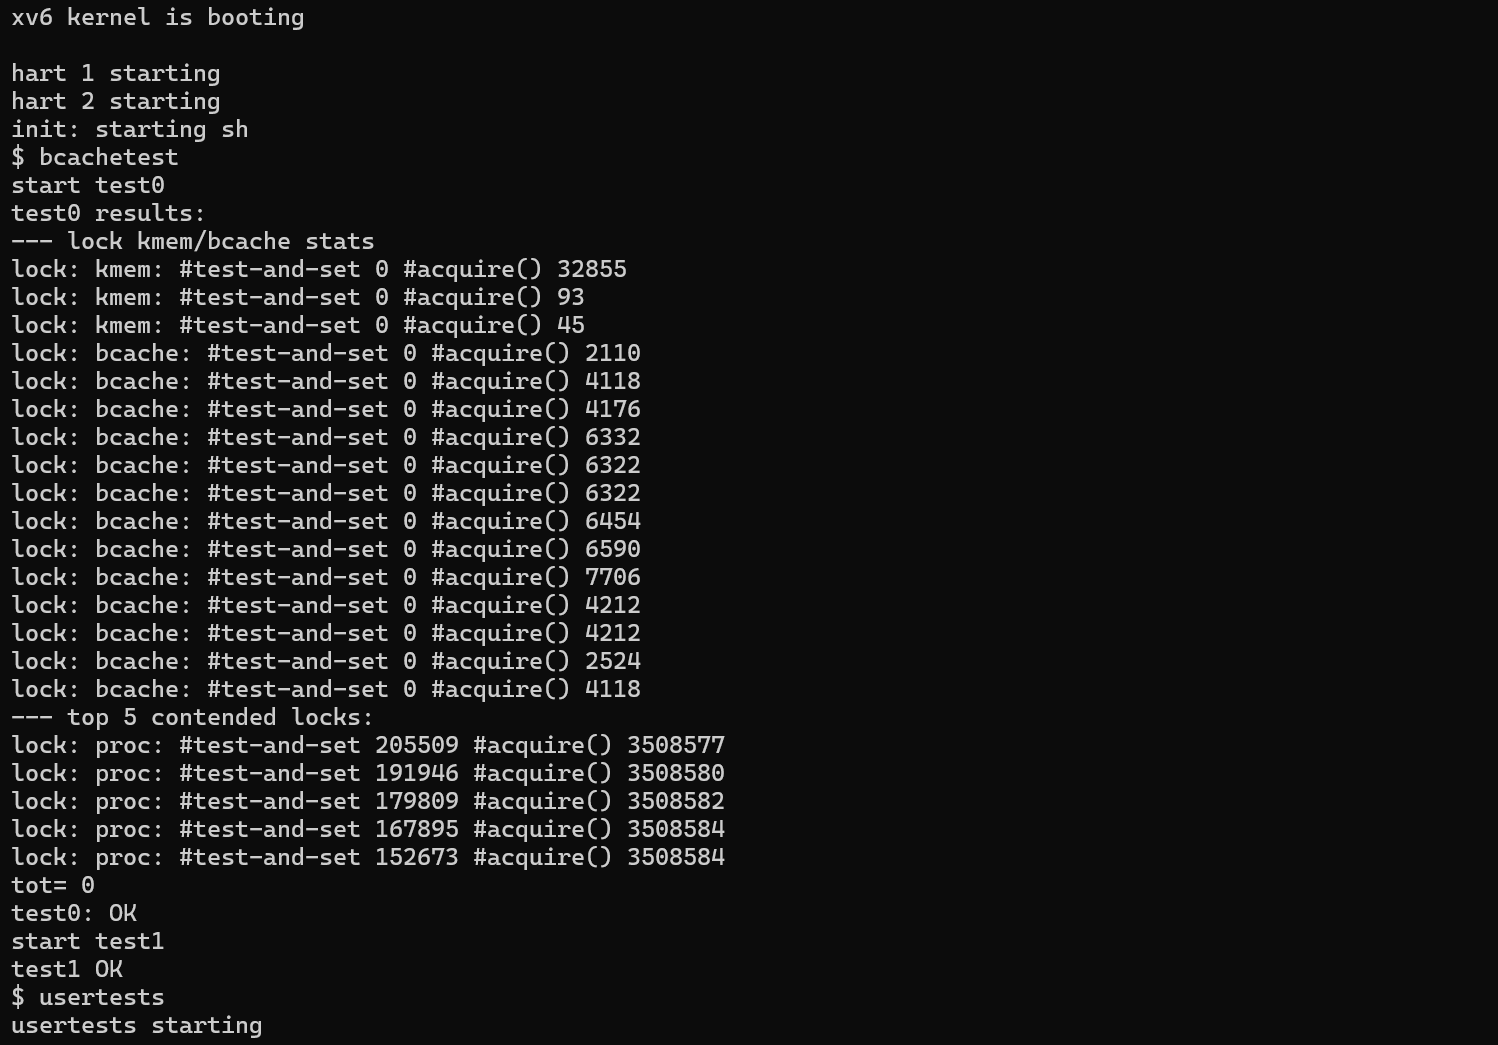 xv6 kernel is booting
hart 1 starting
hart 2 starting
init: starting sh
$ bcachetest
start test0
test0 results:
--- lock kmem/bcache stats
lock: kmem: #test-and-set 0 #acquire() 32855
lock: kmem: #test-and-set 0 #acquire() 93
lock: kmem: #test-and-set 0 #acquire() 45
lock: bcache: #test-and-set 0 #acquire() 2110
lock: bcache: #test-and-set 0 #acquire() 4118
lock: bcache: #test-and-set 0 #acquire() 4176
lock: bcache: #test-and-set 0 #acquire() 6332
lock: bcache: #test-and-set 0 #acquire() 6322
lock: bcache: #test-and-set 0 #acquire() 6322
lock: bcache: #test-and-set 0 #acquire() 6454
lock: bcache: #test-and-set 0 #acquire() 6590
lock: bcache: #test-and-set 0 #acquire() 7706
lock: bcache: #test-and-set 0 #acquire() 4212
lock: bcache: #test-and-set 0 #acquire() 4212
lock: bcache: #test-and-set 0 #acquire() 2524
lock: bcache: #test-and-set 0 #acquire() 4118
--- top 5 contended locks:
lock: proc: #test-and-set 205509 #acquire() 3508577
lock: proc: #test-and-set 191946 #acquire() 3508580
lock: proc: #test-and-set 179809 #acquire() 3508582
lock: proc: #test-and-set 167895 #acquire() 3508584
lock: proc: #test-and-set 152673 #acquire() 3508584
tot= 0
test0: OK
start test1
test1 OK
$ usertests
usertests starting